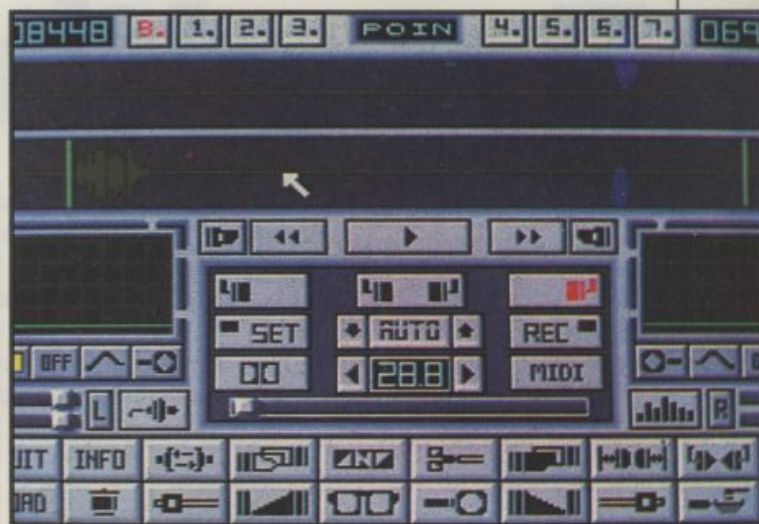 08448 8. 1. 2. 3. POIN 4. 5. 6. 7. 069
SET AUTO REC
OFF 28.8 MIDI
L R
UIT INFO
OAD